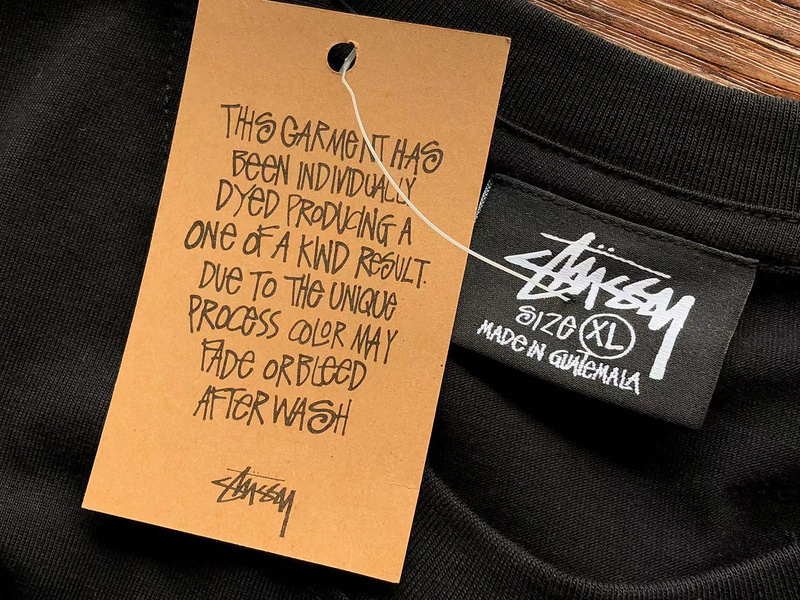 THIS GARMENT HAS
BEEN INDIVIDUALLY
DYED PRODUCING A
ONE OF A KIND RESULT.
DUE TO THE UNIQUE
PROCESS COLOR MAY
FADE OR BLEED
AFTER WASH
Stüssy
Stüssy
SIZE XL
MADE IN GUATEMALA